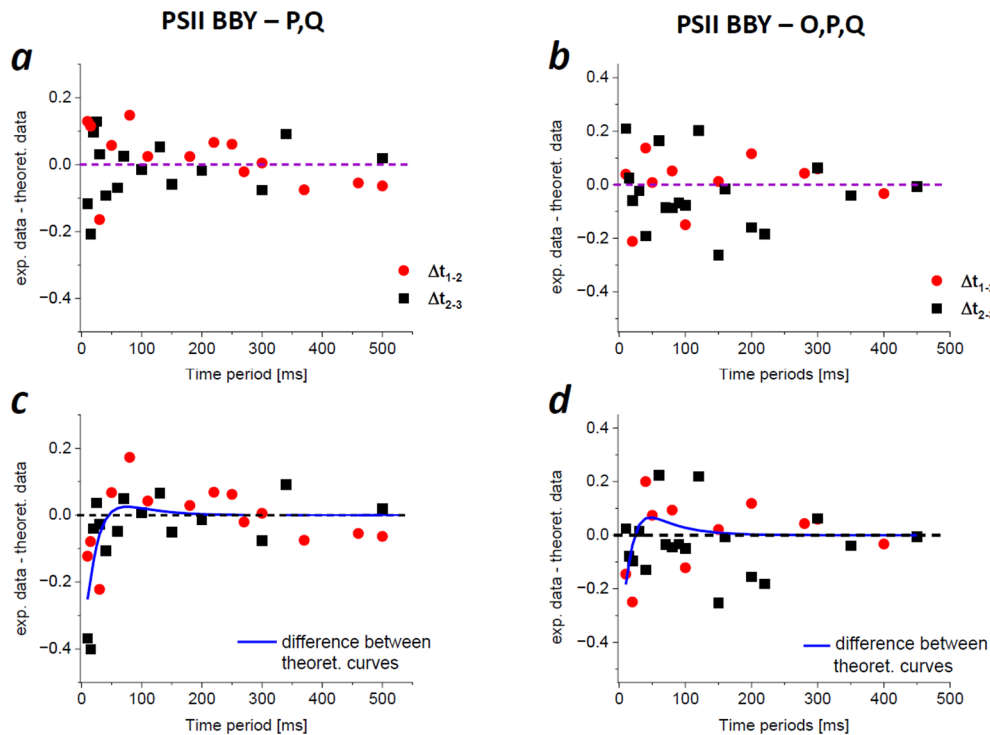 PSII BBY – P,Q
PSII BBY – O,P,Q
a
exp. data - theoret. data
0.2
0.0
−0.2
−0.4
Δt1-2
Δt2-3
0 100 200 300 400 500
Time period [ms]
b
exp. data - theoret. data
0.4
0.2
0.0
−0.2
−0.4
Δt1-
Δt2-
0 100 200 300 400 500
Time periods [ms]
c
exp. data - theoret. data
0.2
0.0
−0.2
−0.4
difference between
theoret. curves
0 100 200 300 400 500
Time period [ms]
d
exp. data - theoret. data
0.4
0.2
0.0
−0.2
−0.4
difference between
theoret. curves
0 100 200 300 400 500
Time periods [ms]